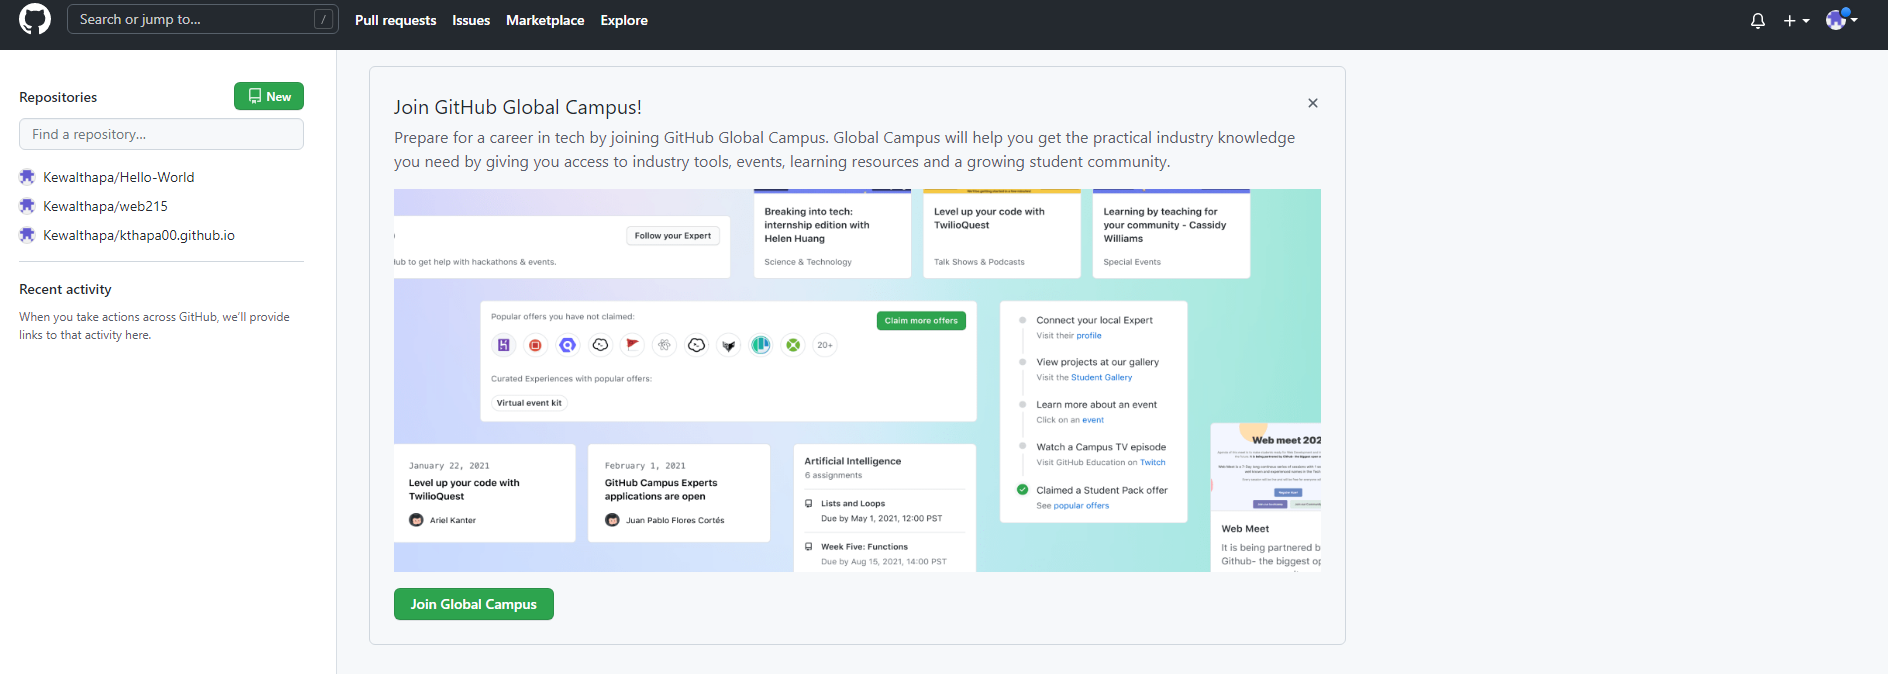 Search or jump to...
/
Pull requests
Issues
Marketplace
Explore
Repositories
New
Find a repository...
Kewalthapa/Hello-World
Kewalthapa/web215
Kewalthapa/kthapa00.github.io
Recent activity
When you take actions across GitHub, we'll provide
links to that activity here.
Join GitHub Global Campus!
Prepare for a career in tech by joining GitHub Global Campus. Global Campus will help you get the practical industry knowledge
you need by giving you access to industry tools, events, learning resources and a growing student community.
Follow your Expert
to get help with hackathons & events.
Breaking into tech:
internship edition with
Helen Huang
Science & Technology
Level up your code with
TwilioQuest
Talk Shows & Podcasts
Learning by teaching for
your community - Cassidy
Williams
Special Events
Popular offers you have not claimed:
Claim more offers
20+
Curated Experiences with popular offers:
Virtual event kit
Connect your local Expert
Visit their profile
View projects at our gallery
Visit the Student Gallery
Learn more about an event
Click on an event
Watch a Campus TV episode
Visit GitHub Education on Twitch
Claimed a Student Pack offer
See popular offers
January 22, 2021
Level up your code with
TwilioQuest
Ariel Kanter
February 1, 2021
GitHub Campus Experts
applications are open
Juan Pablo Flores Cortés
Artificial Intelligence
6 assignments
Lists and Loops
Due by May 1, 2021, 12:00 PST
Week Five: Functions
Due by Aug 15, 2021, 14:00 PST
Web meet 202
Web Meet
It is being partnered b
Github- the biggest op
Join Global Campus